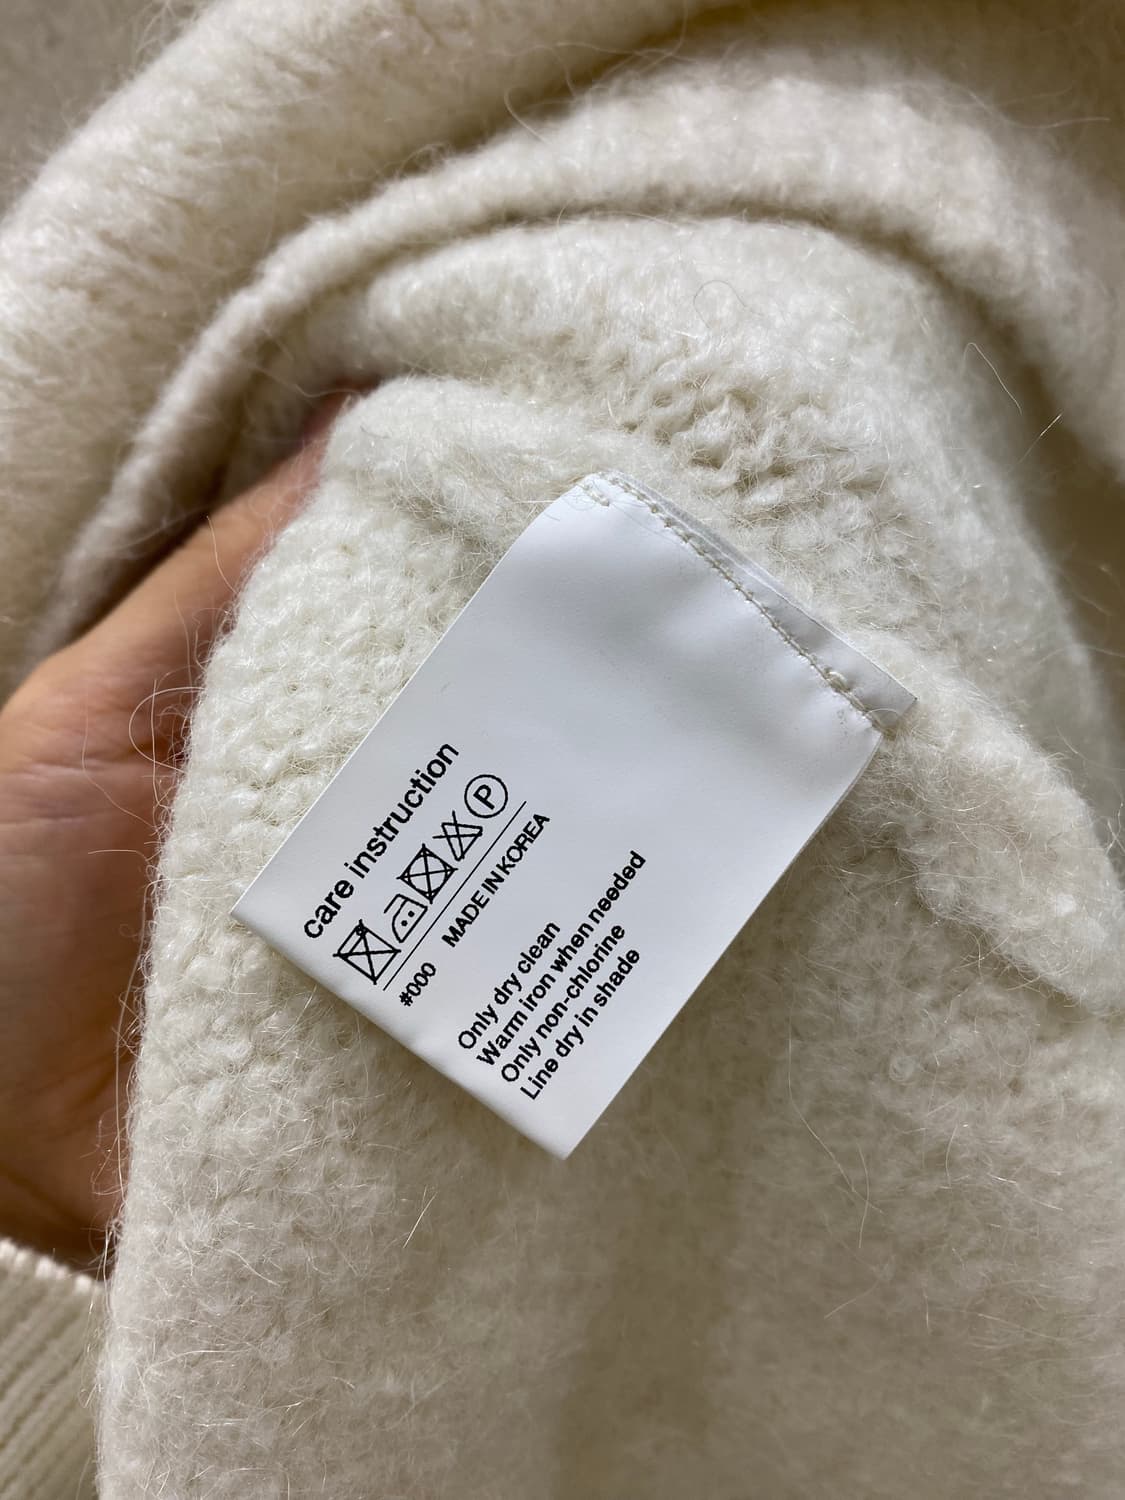 care instruction
P
#000 MADE IN KOREA
Only dry clean
Warm iron when needed
Only non-chlorine
Line dry in shade